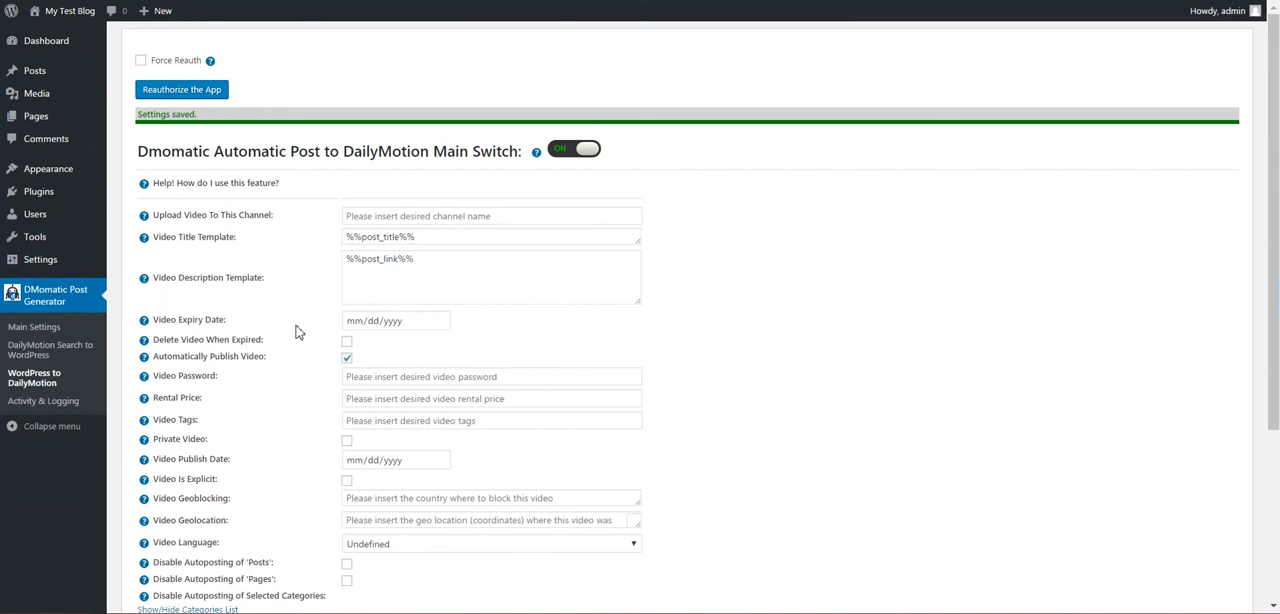 My Test Blog
0
New
Howdy, admin
Dashboard
Posts
Media
Pages
Comments
Appearance
Plugins
Users
Tools
Settings
DMomatic Post
Generator
Main Settings
DailyMotion Search to
WordPress
WordPress to
DailyMotion
Activity & Logging
Collapse menu
Force Reauth ?
Reauthorize the App
Settings saved.
Dmomatic Automatic Post to DailyMotion Main Switch: ? ON
? Help! How do I use this feature?
? Upload Video To This Channel: Please insert desired channel name
? Video Title Template: %%post_title%%
? Video Description Template: %%post_link%%
? Video Expiry Date: mm/dd/yyyy
? Delete Video When Expired:
? Automatically Publish Video:
? Video Password: Please insert desired video password
? Rental Price: Please insert desired video rental price
? Video Tags: Please insert desired video tags
? Private Video:
? Video Publish Date: mm/dd/yyyy
? Video Is Explicit:
? Video Geoblocking: Please insert the country where to block this video
? Video Geolocation: Please insert the geo location (coordinates) where this video was
? Video Language: Undefined
? Disable Autoposting of 'Posts':
? Disable Autoposting of 'Pages':
? Disable Autoposting of Selected Categories:
Show/Hide Categories List